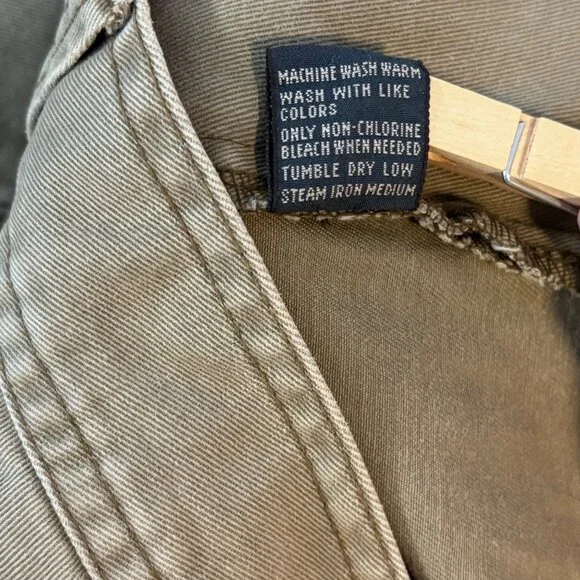 MACHINE WASH WARM
WASH WITH LIKE
COLORS
ONLY NON-CHLORINE
BLEACH WHEN NEEDED
TUMBLE DRY LOW
STEAM IRON MEDIUM